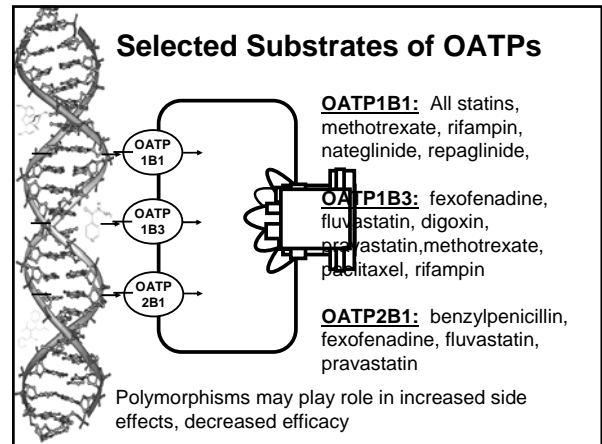 Selected Substrates of OATPs
OATP
1B1
OATP
1B3
OATP
2B1
OATP1B1: All statins,
methotrexate, rifampin,
nateglinide, repaglinide,
OATP1B3: fexofenadine,
fluvastatin, digoxin,
pravastatin,methotrexate,
paclitaxel, rifampin
OATP2B1: benzylpenicillin,
fexofenadine, fluvastatin,
pravastatin
Polymorphisms may play role in increased side
effects, decreased efficacy